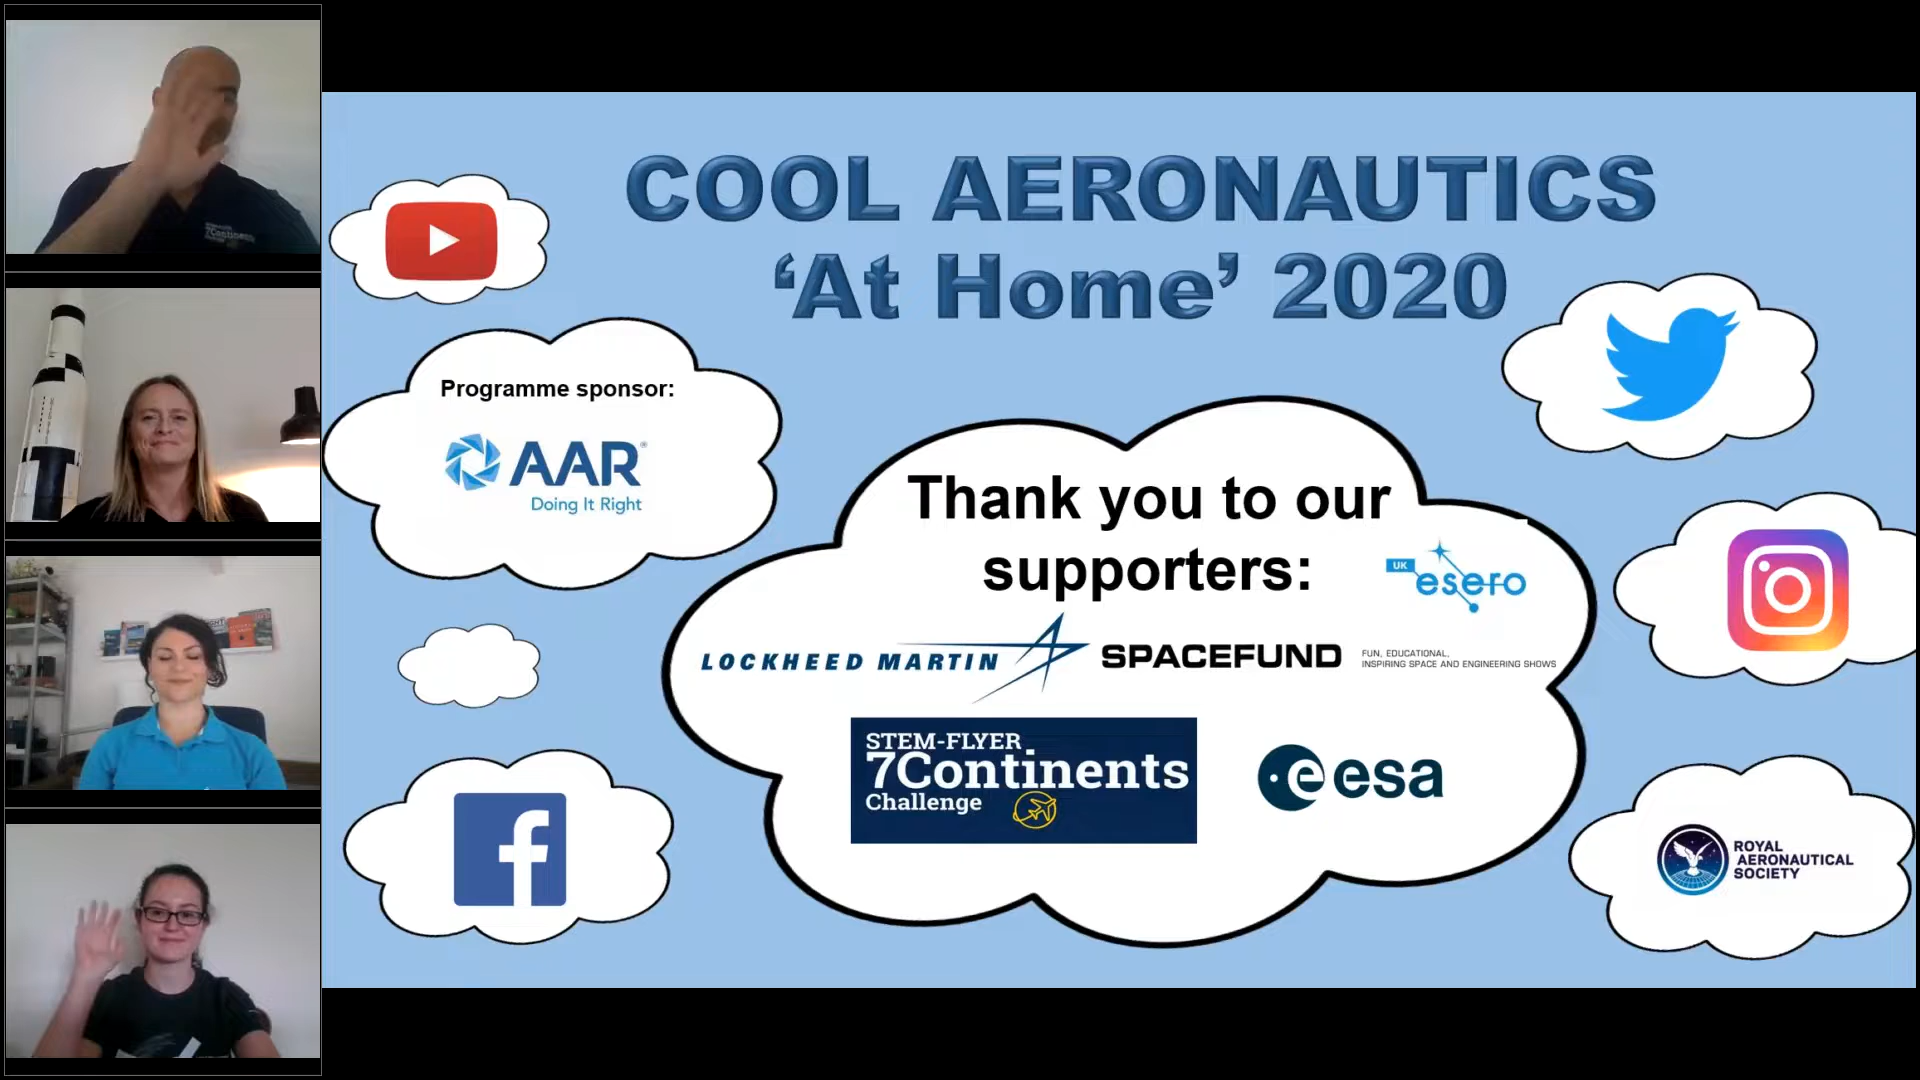 COOL AERONAUTICS
‘At Home’ 2020
Programme sponsor:
AAR®
Doing It Right
Thank you to our
supporters:
UK
esero
LOCKHEED MARTIN
SPACEFUND
FUN, EDUCATIONAL,
INSPIRING SPACE AND ENGINEERING SHOWS
STEM-FLYER
7Continents
Challenge
esa
ROYAL
AERONAUTICAL
SOCIETY
7Continents